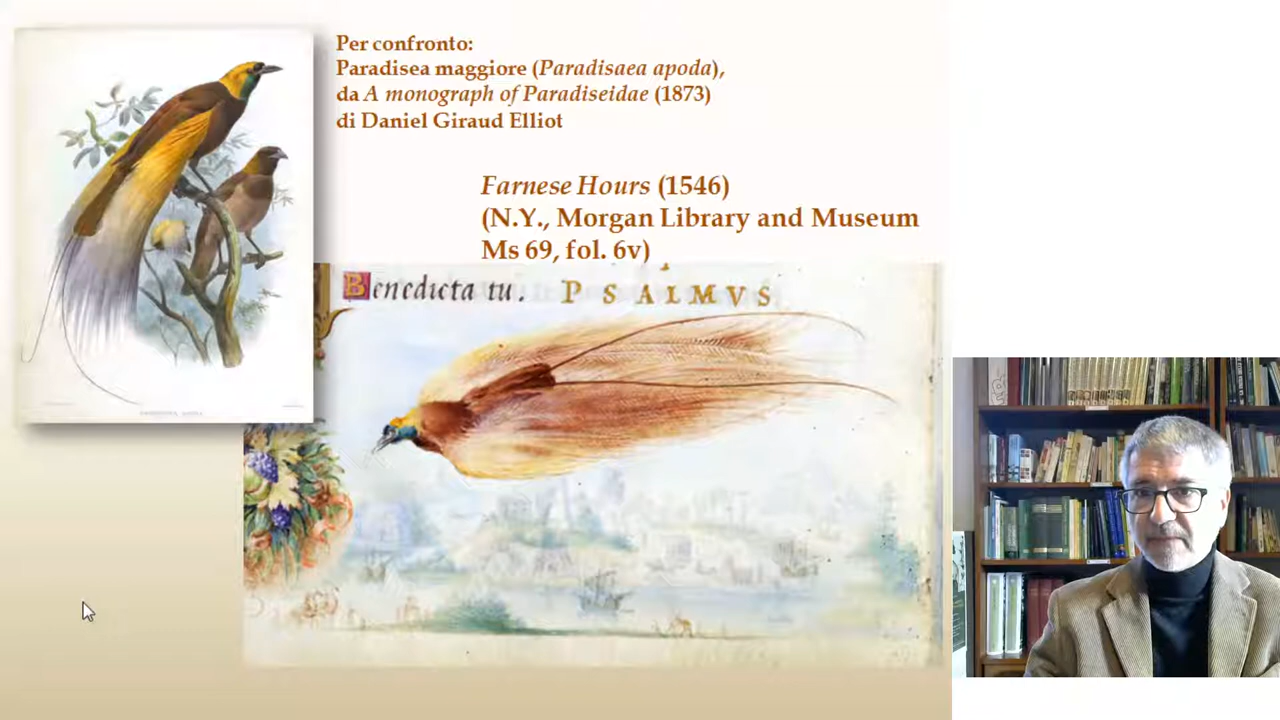 Per confronto:
Paradisea maggiore (Paradisaea apoda),
da A monograph of Paradiseidae (1873)
di Daniel Giraud Elliot
Farnese Hours (1546)
(N.Y., Morgan Library and Museum
Ms 69, fol. 6v)
Benedicta tu. PSALMVS